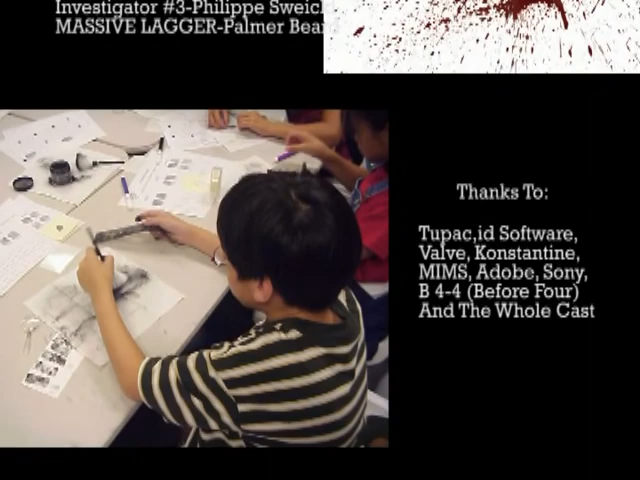 Investigator #3-Philippe
MASSIVE LAGGER-Palmer
Thanks To:
Tupac,id Software,
Valve, Konstantine,
MIMS, Adobe, Sony,
B 4-4 (Before Four)
And The Whole Cast